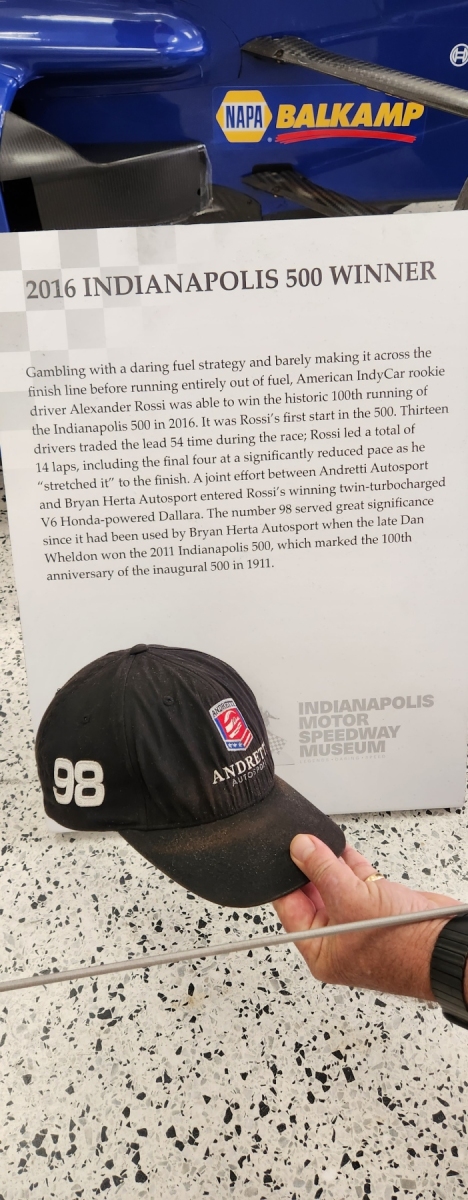 NAPA BALKAMP
2016 INDIANAPOLIS 500 WINNER
Gambling with a daring fuel strategy and barely making it across the
finish line before running entirely out of fuel, American IndyCar rookie
driver Alexander Rossi was able to win the historic 100th running of
the Indianapolis 500 in 2016. It was Rossi's first start in the 500. Thirteen
drivers traded the lead 54 time during the race; Rossi led a total of
14 laps, including the final four at a significantly reduced pace as he
"stretched it" to the finish. A joint effort between Andretti Autosport
and Bryan Herta Autosport entered Rossi's winning twin-turbocharged
V6 Honda-powered Dallara. The number 98 served great significance
since it had been used by Bryan Herta Autosport when the late Dan
Wheldon won the 2011 Indianapolis 500, which marked the 100th
anniversary of the inaugural 500 in 1911.
INDIANAPOLIS
MOTOR
SPEEDWAY
MUSEUM
98
ANDRETTI
ANDRETT
AUTOSPO